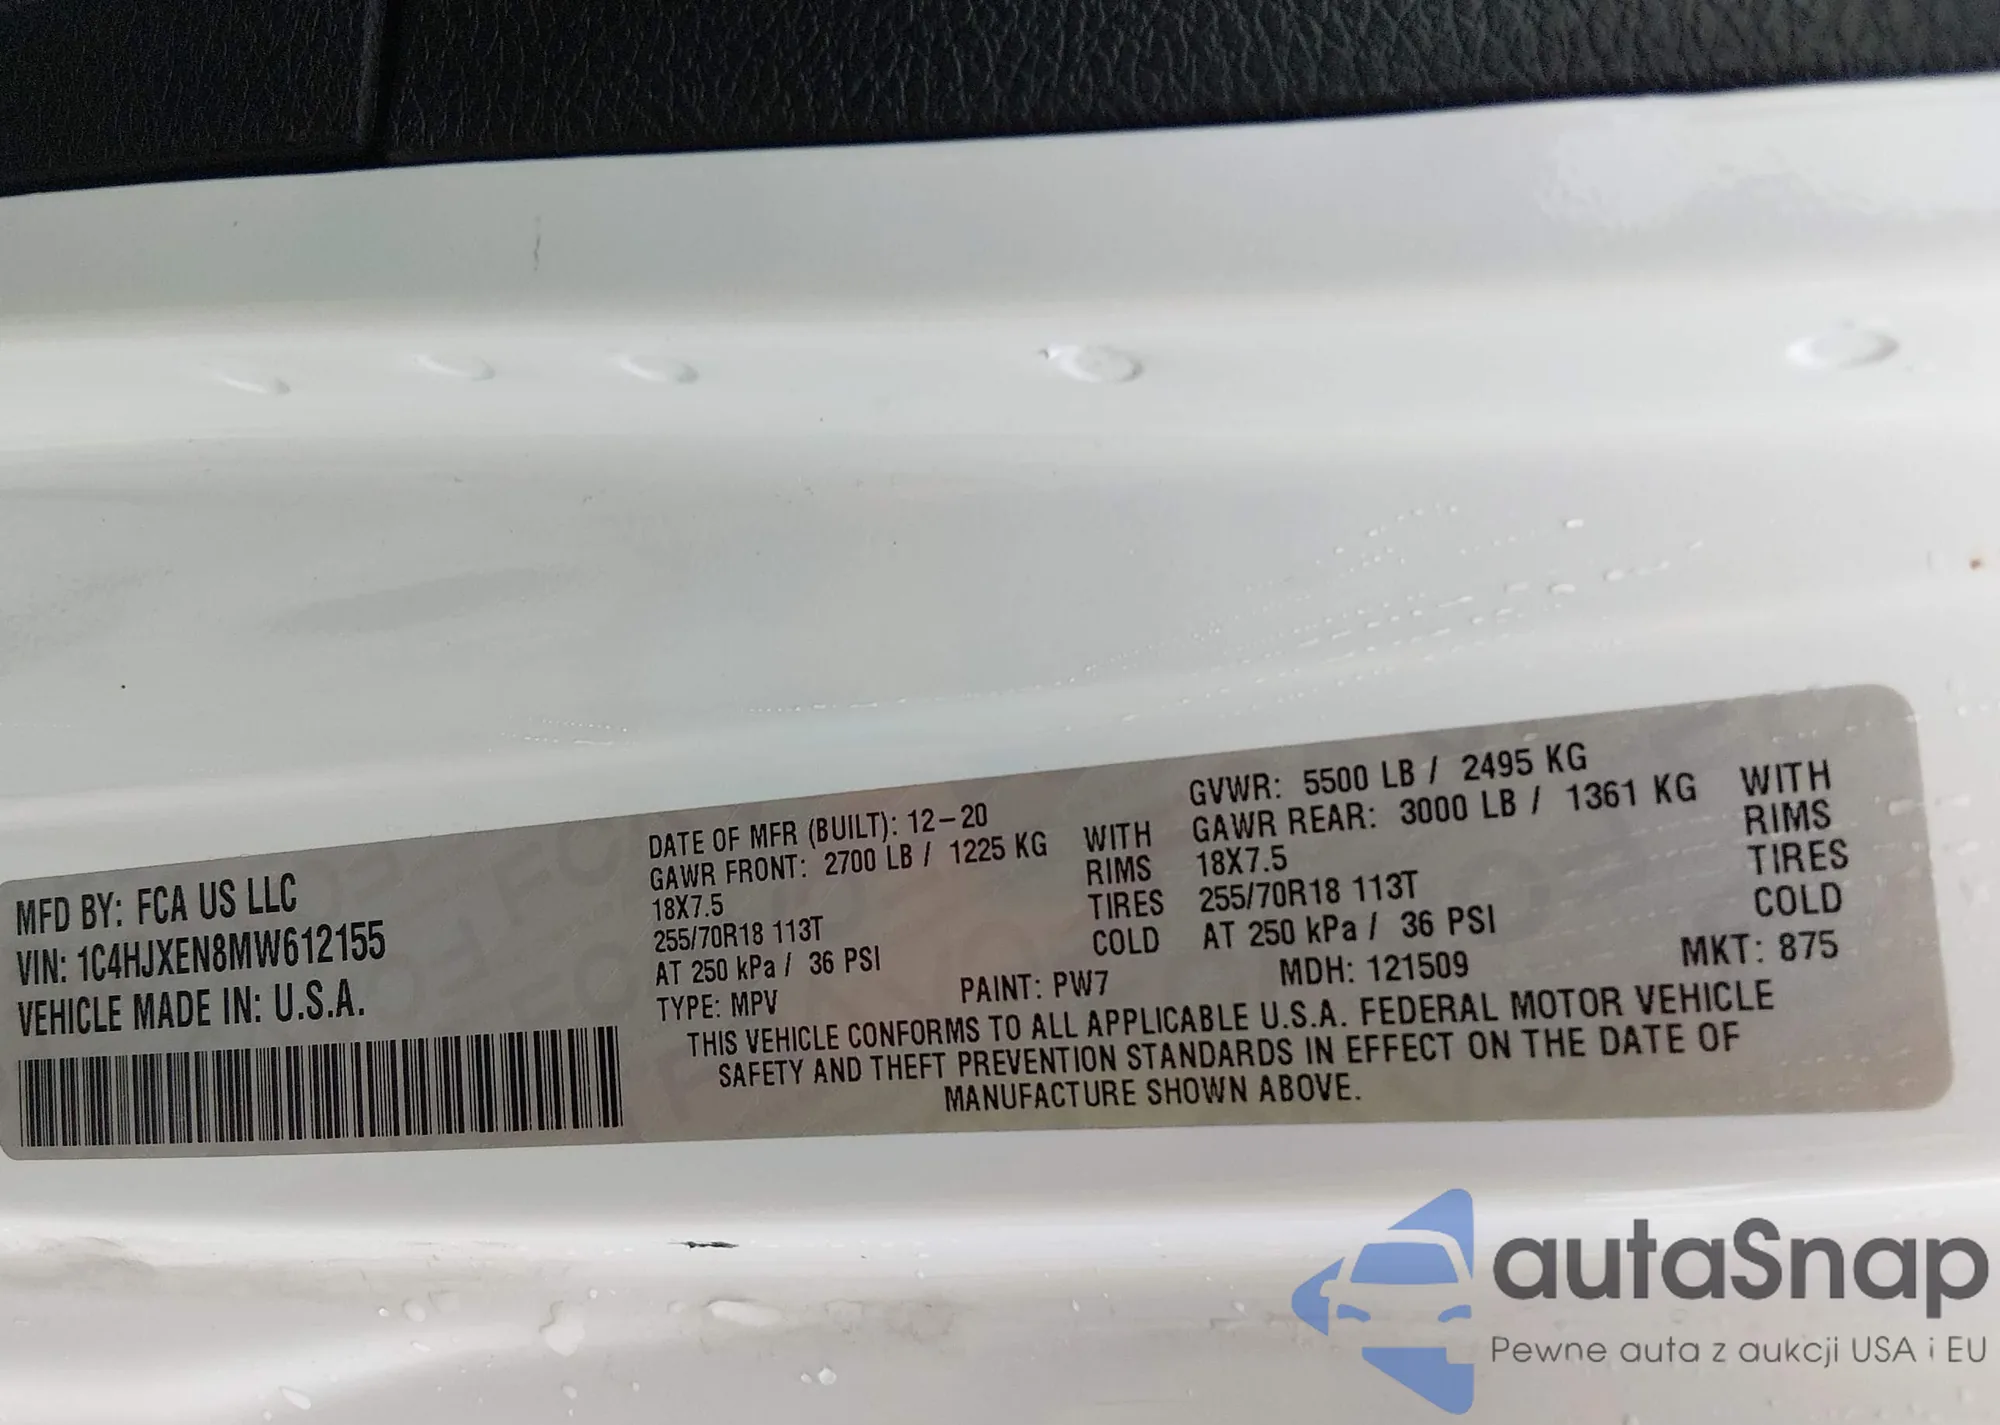 MFD BY: FCA US LLC
VIN: 1C4HJXEN8MW612155
VEHICLE MADE IN: U.S.A.
DATE OF MFR (BUILT): 12-20
GAWR FRONT: 2700 LB / 1225 KG WITH
18X7.5 RIMS
255/70R18 113T TIRES
AT 250 kPa / 36 PSI COLD
TYPE: MPV
PAINT: PW7
GVWR: 5500 LB / 2495 KG
GAWR REAR: 3000 LB / 1361 KG WITH
18X7.5 RIMS
255/70R18 113T TIRES
AT 250 kPa / 36 PSI COLD
MDH: 121509 MKT: 875
THIS VEHICLE CONFORMS TO ALL APPLICABLE U.S.A. FEDERAL MOTOR VEHICLE
SAFETY AND THEFT PREVENTION STANDARDS IN EFFECT ON THE DATE OF
MANUFACTURE SHOWN ABOVE.
autaSnap
Pewne auta z aukcji USA i EU